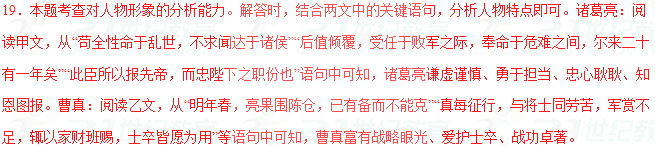 19．本题考查对人物形象的分析能力。解答时，结合两文中的关键语句，分析人物特点即可。诸葛亮：阅
读甲文，从“苟全性命于乱世，不求闻达于诸侯”“后值倾覆，受任于败军之际，奉命于危难之间，尔来二十
有一年矣”“此臣所以报先帝，而忠陛下之职份也”语句中可知，诸葛亮谦虚谨慎、勇于担当、忠心耿耿、知
恩图报。曹真：阅读乙文，从“明年春，亮果围陈仓，已有备而不能克”“真每征行，与将士同劳苦，军赏不
足，辄以家财班赐，士卒皆愿为用”等语句中可知，曹真富有战略眼光、爱护士卒、战功卓著。